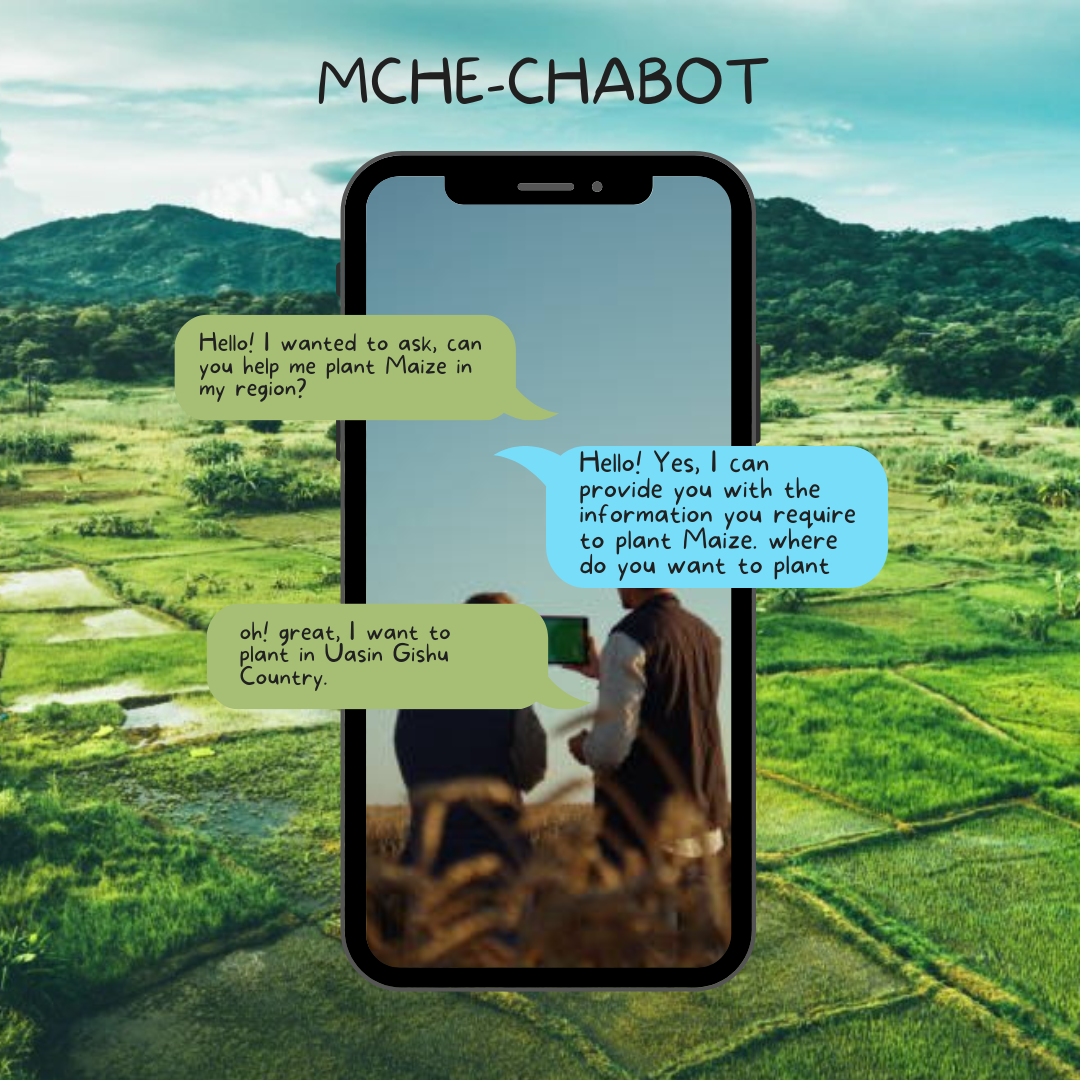 MCHE-CHABOT
Hello! I wanted to ask, can
you help me plant Maize in
my region?
Hello! Yes, I can
provide you with the
information you require
to plant Maize. where
do you want to plant
oh! great, I want to
plant in Uasin Gishu
Country.